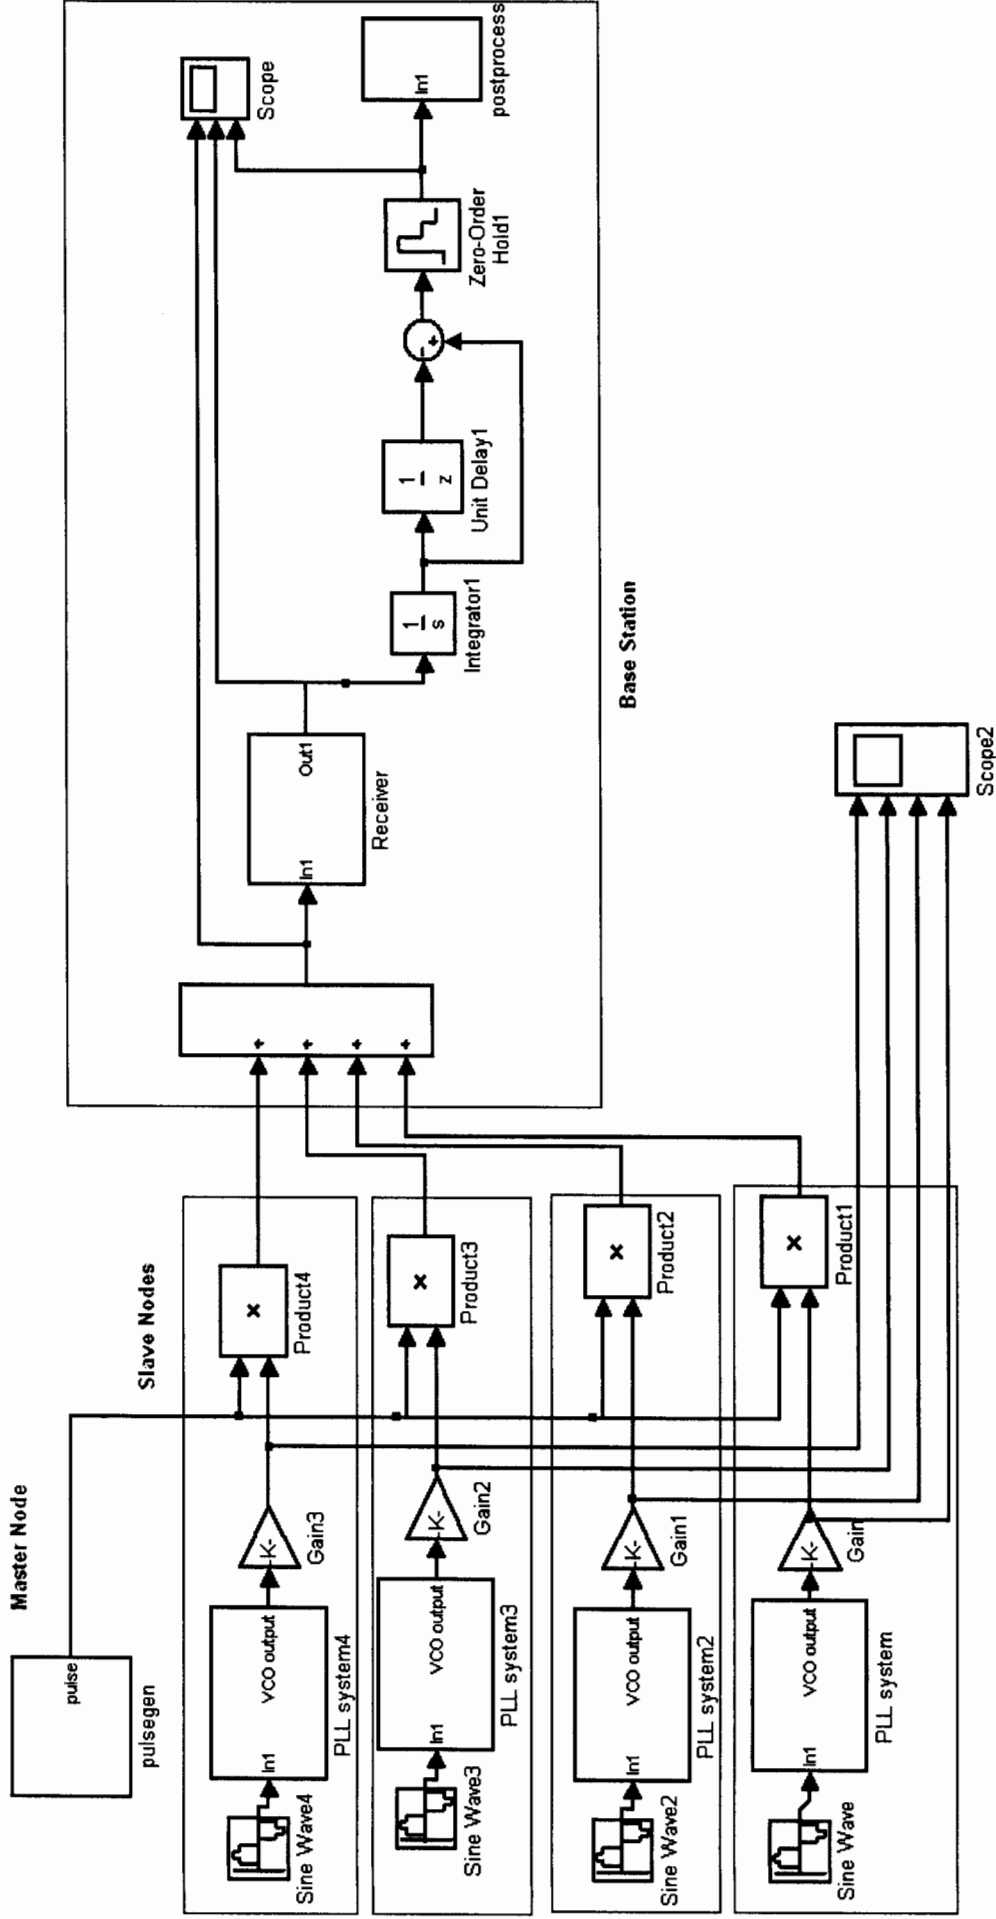 Master Node
pulse
pulsegen
Slave Nodes
Sine Wave4
In1
VCO output
PLL system4
-K-
Gain3
×
Product4
Sine Wave3
In1
VCO output
PLL system3
-K-
Gain2
×
Product3
Sine Wave2
In1
VCO output
PLL system2
-K-
Gain1
×
Product2
Sine Wave
In1
VCO output
PLL system
-K-
Gain
×
Product1
+
+
+
+
In1
Out1
Receiver
1
s
Integrator1
1
z
Unit Delay1
-
+
Zero-Order
Hold1
In1
postprocess
Scope
Base Station
Scope2